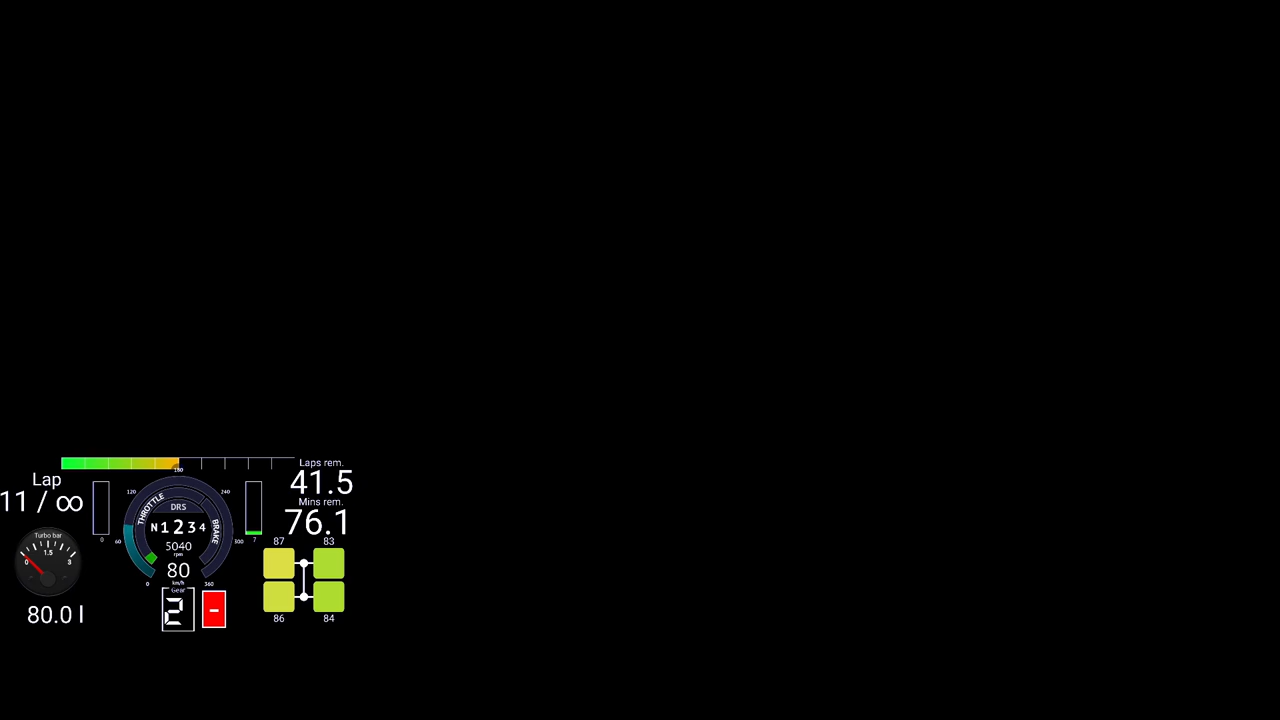 Laps rem.
41.5
Lap
11 / ∞
Mins rem.
76.1
180
120
240
60
300
0
360
THROTTLE
DRS
BRAKE
N 1 2 3 4
5040
rpm
80
km/h
0
7
Turbo bar
0
1.5
3
80.0 l
Gear
2
-
87
83
86
84